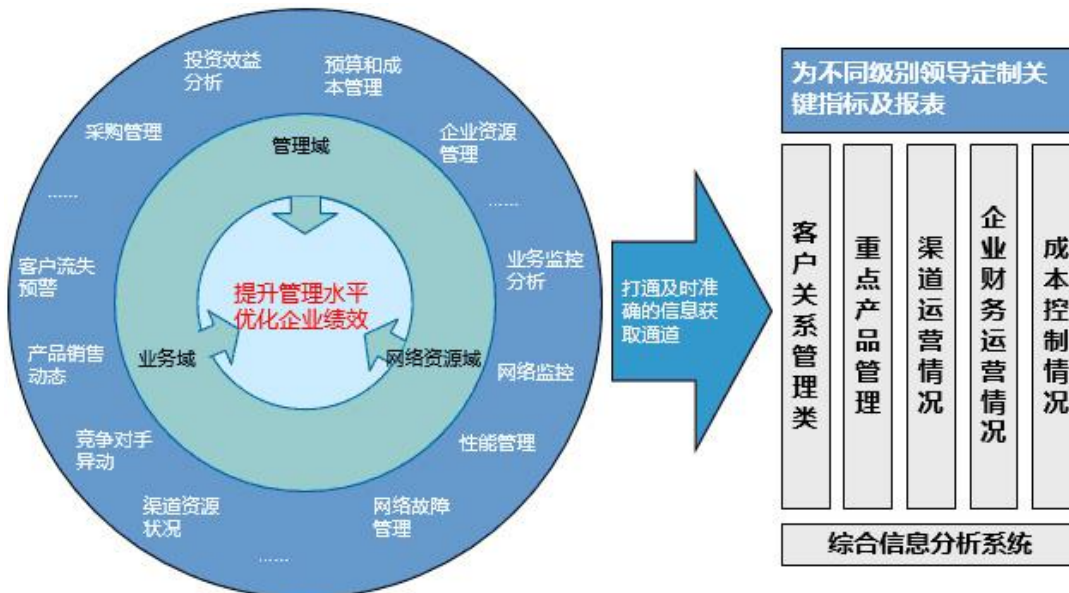 投资效益
分析
预算和成
本管理
采购管理
企业资源
管理
……
……
管理域
客户流失
预警
业务监控
分析
提升管理水平
优化企业绩效
产品销售
动态
业务域
网络资源域
网络监控
竞争对手
异动
性能管理
渠道资源
状况
网络故障
管理
……
打通及时准
确的信息获
取通道
为不同级别领导定制关
键指标及报表
客户关系管理类
重点产品管理
渠道运营情况
企业财务运营情况
成本控制情况
综合信息分析系统